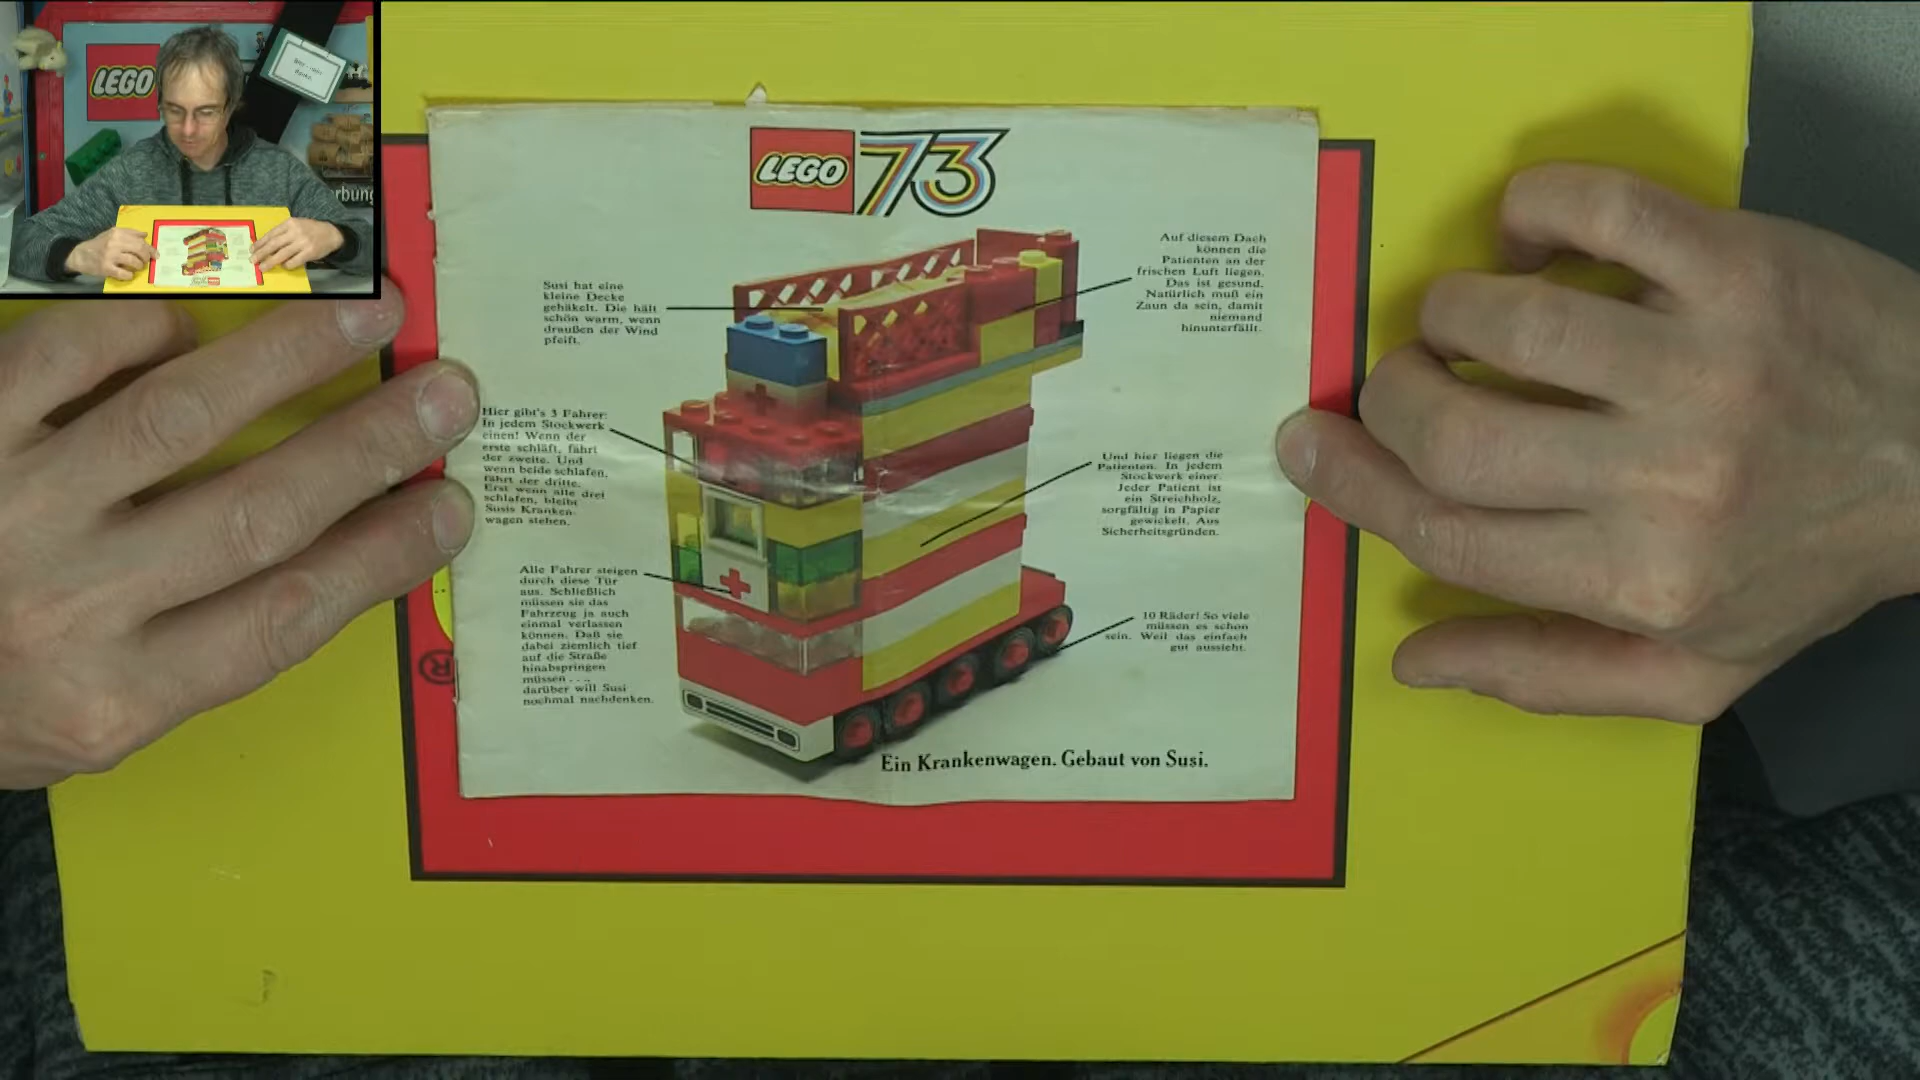 LEGO
rbung
LEGO 73
Susi hat eine
kleine Decke
gehäkelt. Die hält
schön warm, wenn
draußen der Wind
pfeift.
Auf diesem Dach
können die
Patienten an der
frischen Luft liegen.
Das ist gesund.
Natürlich muß ein
Zaun da sein, damit
niemand
hinunterfällt.
Hier gibt's 3 Fahrer:
In jedem Stockwerk
einen! Wenn der
erste schläft, fährt
der zweite. Und
wenn beide schlafen,
fährt der dritte.
Erst wenn alle drei
schlafen, bleibt
Susis Kranken-
wagen stehen.
Und hier liegen die
Patienten. In jedem
Stockwerk einer.
Jeder Patient ist
ein Streichholz,
sorgfältig in Papier
gewickelt. Aus
Sicherheitsgründen.
Alle Fahrer steigen
durch diese Tür
aus. Schließlich
müssen sie das
Fahrzeug ja auch
einmal verlassen
können. Daß sie
dabei ziemlich tief
auf die Straße
hinabspringen
müssen . . .,
darüber will Susi
nochmal nachdenken.
10 Räder! So viele
müssen es schon
sein. Weil das einfach
gut aussieht.
Ein Krankenwagen. Gebaut von Susi.
®